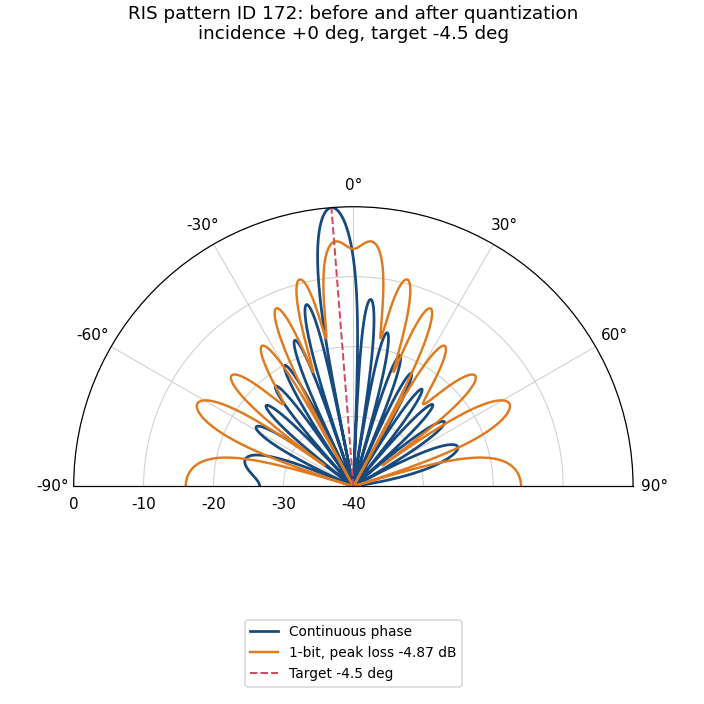 RIS pattern ID 172: before and after quantization
incidence +0 deg, target -4.5 deg
0°
-30°
30°
-60°
60°
-90°
90°
0
-10
-20
-30
-40
Continuous phase
1-bit, peak loss -4.87 dB
Target -4.5 deg